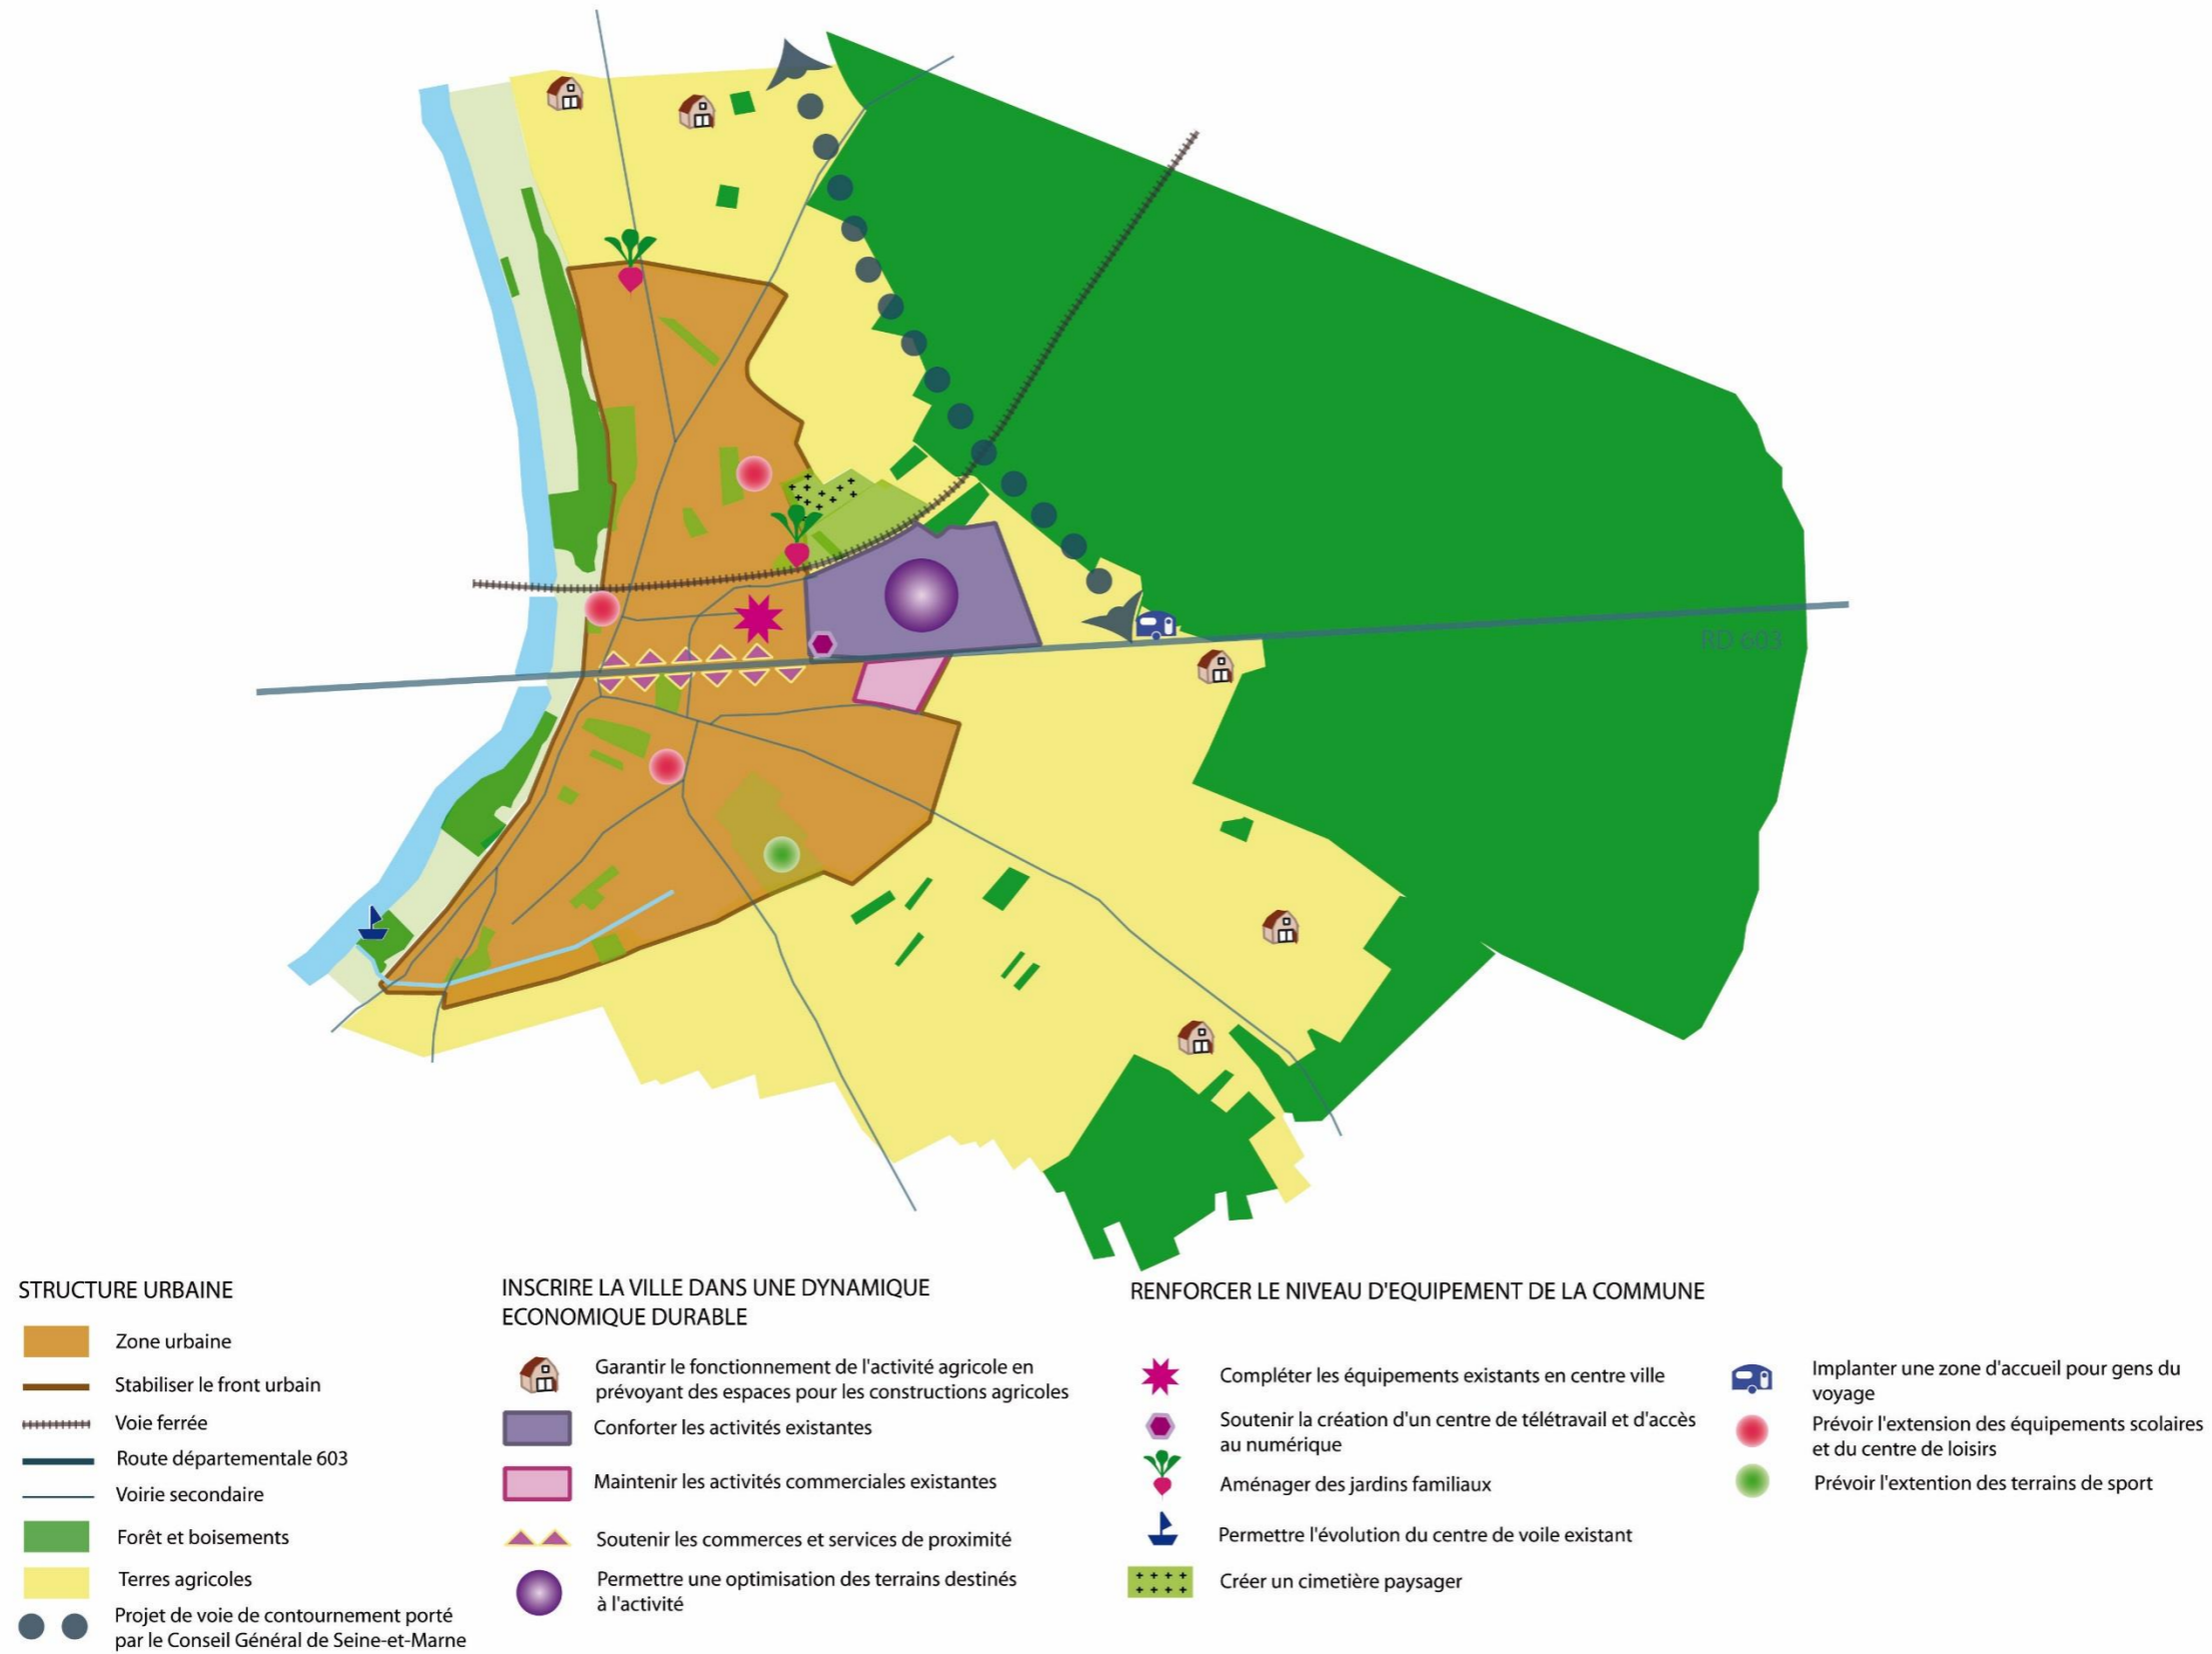 RD 603
STRUCTURE URBAINE
Zone urbaine
Stabiliser le front urbain
Voie ferrée
Route départementale 603
Voirie secondaire
Forêt et boisements
Terres agricoles
Projet de voie de contournement porté
par le Conseil Général de Seine-et-Marne
INSCRIRE LA VILLE DANS UNE DYNAMIQUE
ECONOMIQUE DURABLE
Garantir le fonctionnement de l'activité agricole en
prévoyant des espaces pour les constructions agricoles
Conforter les activités existantes
Maintenir les activités commerciales existantes
Soutenir les commerces et services de proximité
Permettre une optimisation des terrains destinés
à l'activité
RENFORCER LE NIVEAU D'EQUIPEMENT DE LA COMMUNE
Compléter les équipements existants en centre ville
Soutenir la création d'un centre de télétravail et d'accès
au numérique
Aménager des jardins familiaux
Permettre l'évolution du centre de voile existant
Créer un cimetière paysager
Implanter une zone d'accueil pour gens du
voyage
Prévoir l'extension des équipements scolaires
et du centre de loisirs
Prévoir l'extention des terrains de sport